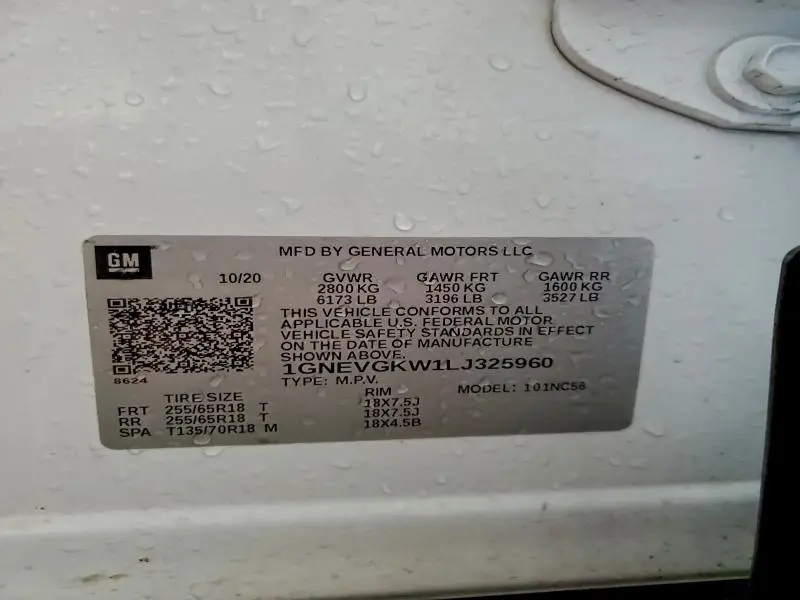 GM
MFD BY GENERAL MOTORS LLC
10/20 GVWR GAWR FRT GAWR RR
2800 KG 1450 KG 1600 KG
6173 LB 3196 LB 3527 LB
THIS VEHICLE CONFORMS TO ALL
APPLICABLE U.S. FEDERAL MOTOR
VEHICLE SAFETY STANDARDS IN EFFECT
ON THE DATE OF MANUFACTURE
SHOWN ABOVE.
1GNEVGKW1LJ325960
8624
TYPE: M.P.V. MODEL: 101NC56
TIRE SIZE RIM
FRT 255/65R18 T 18X7.5J
RR 255/65R18 T 18X7.5J
SPA T135/70R18 M 18X4.5B